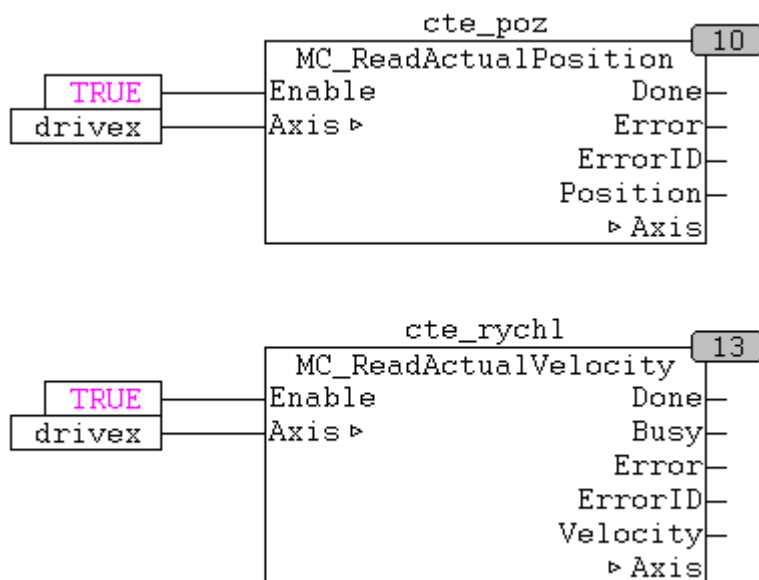 cte_poz
10
MC_ReadActualPosition
TRUE Enable Done
drivex Axis ▷ Error
ErrorID
Position
▷ Axis
cte_rychl
13
MC_ReadActualVelocity
TRUE Enable Done
drivex Axis ▷ Busy
Error
ErrorID
Velocity
▷ Axis